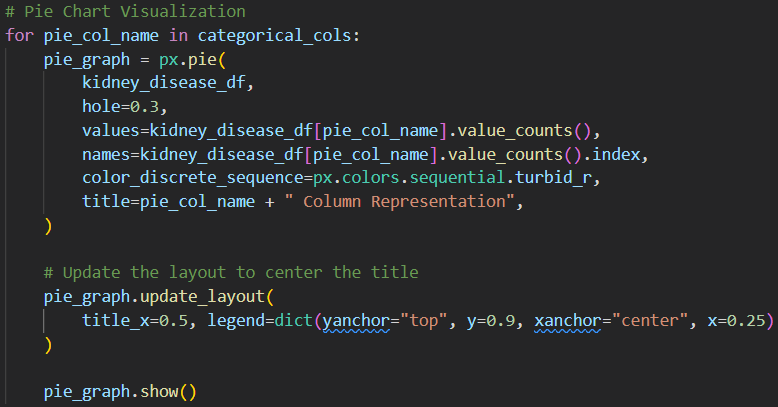 # Pie Chart Visualization
for pie_col_name in categorical_cols:
    pie_graph = px.pie(
        kidney_disease_df,
        hole=0.3,
        values=kidney_disease_df[pie_col_name].value_counts(),
        names=kidney_disease_df[pie_col_name].value_counts().index,
        color_discrete_sequence=px.colors.sequential.turbid_r,
        title=pie_col_name + " Column Representation",
    )

    # Update the layout to center the title
    pie_graph.update_layout(
        title_x=0.5, legend=dict(yanchor="top", y=0.9, xanchor="center", x=0.25)
    )

    pie_graph.show()